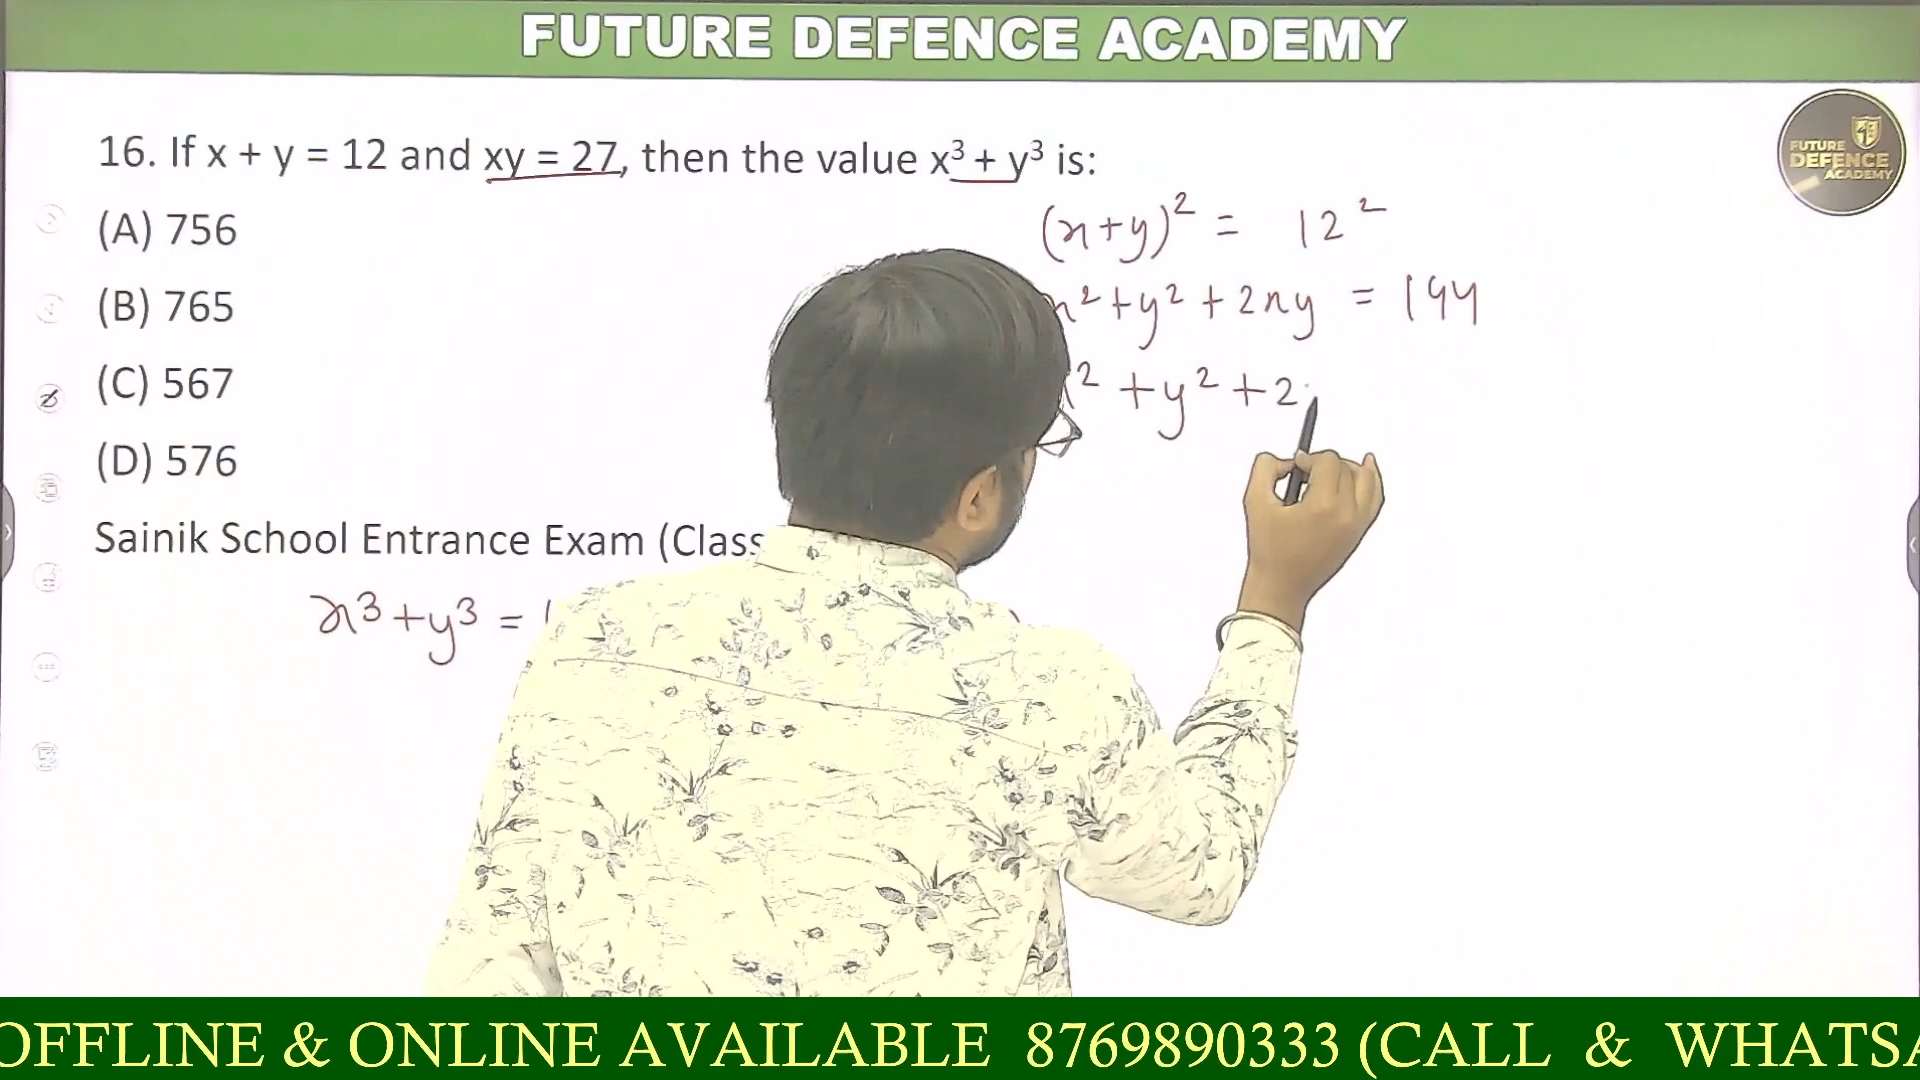 FUTURE DEFENCE ACADEMY
FUTURE
DEFENCE
ACADEMY
16. If x + y = 12 and xy = 27, then the value x³ + y³ is:
(A) 756
(B) 765
(C) 567
(D) 576
Sainik School Entrance Exam (Class
(x+y)² = 12²
x²+y²+2xy = 144
x² +y² +2
x³+y³ = (
OFFLINE & ONLINE AVAILABLE 8769890333 (CALL & WHATSA